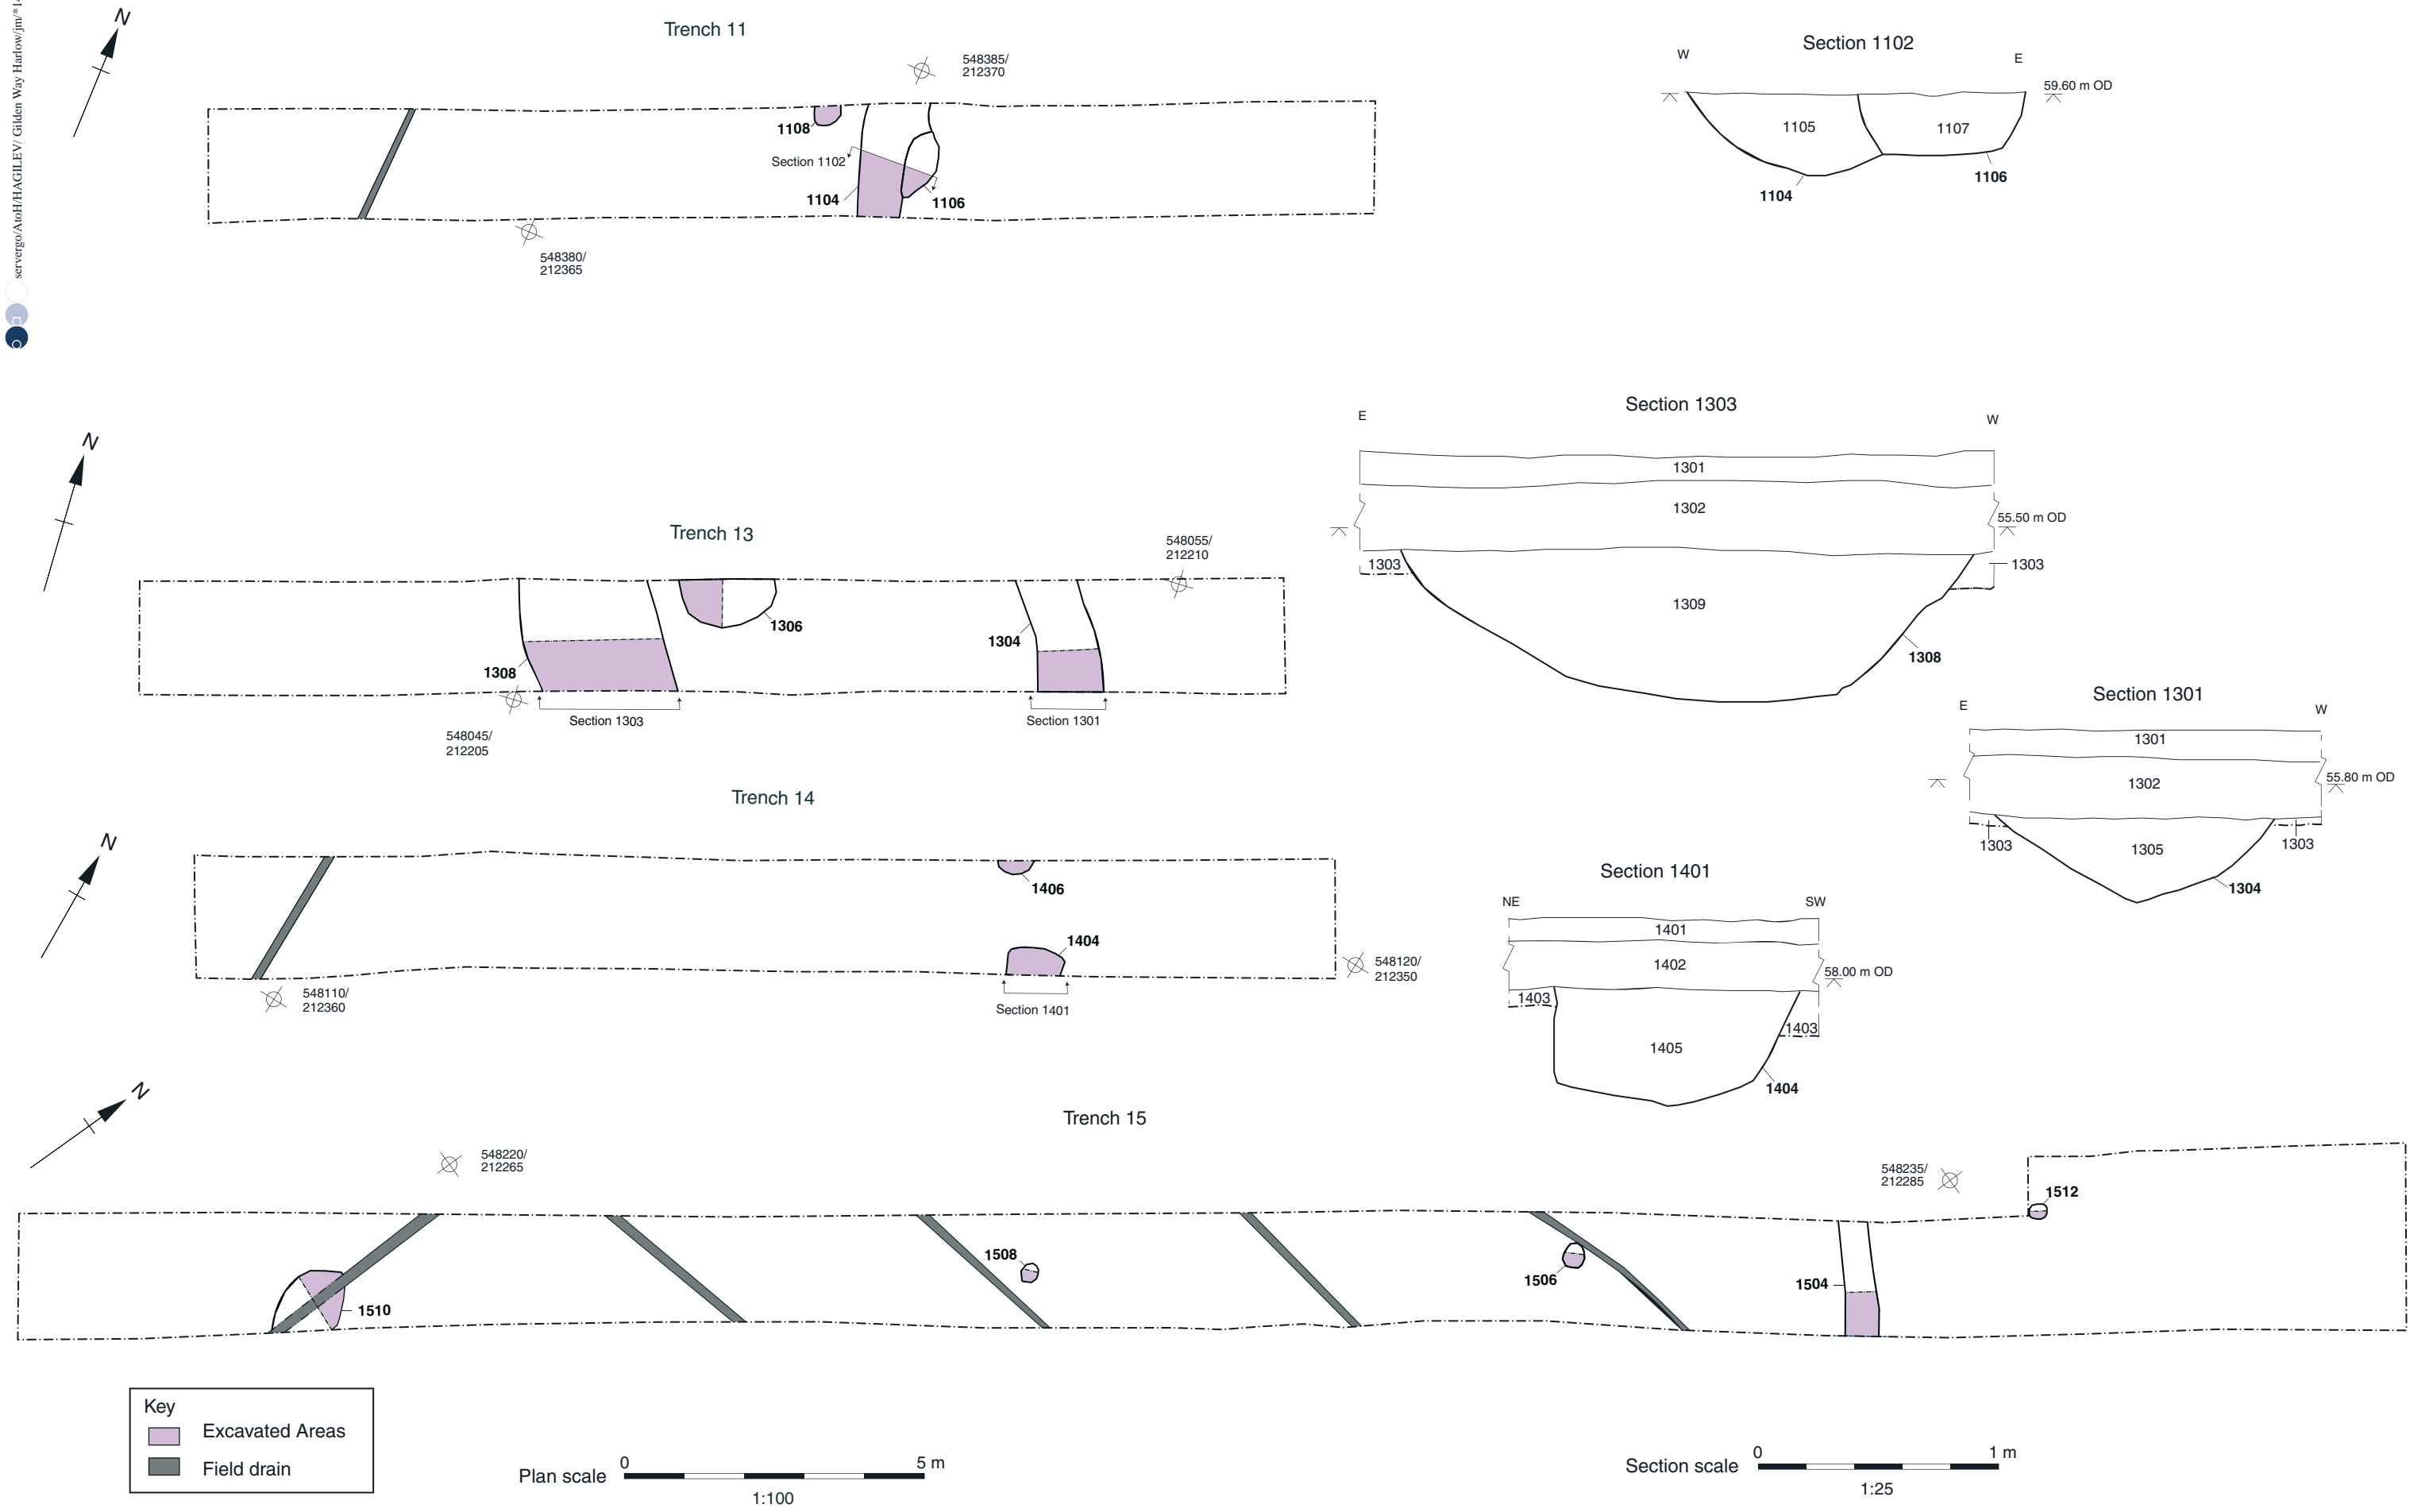 servergo/AtoH/HAGILEV/ Gilden Way Harlow/jm/*14
N
Trench 11
548385/
212370
1108
Section 1102
1104
1106
548380/
212365
Section 1102
W
E
59.60 m OD
1105
1107
1104
1106
N
Trench 13
548055/
212210
1306
1304
1308
Section 1303
Section 1301
548045/
212205
Section 1303
E
W
1301
1302
55.50 m OD
1303
1303
1309
1308
Section 1301
E
W
1301
1302
55.80 m OD
1303
1305
1303
1304
N
Trench 14
1406
1404
548120/
212350
548110/
212360
Section 1401
Section 1401
NE
SW
1401
1402
58.00 m OD
1403
1403
1405
1404
N
Trench 15
548220/
212265
548235/
212285
1512
1508
1506
1504
1510
Key
Excavated Areas
Field drain
Plan scale
0
5 m
1:100
Section scale
0
1 m
1:25